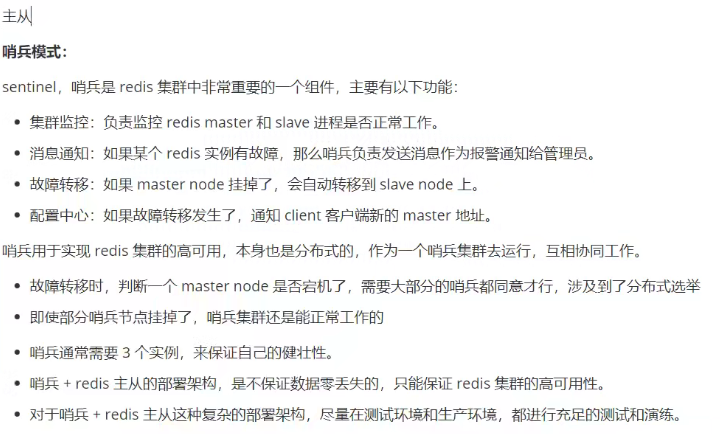 主从
哨兵模式：
sentinel，哨兵是 redis 集群中非常重要的一个组件，主要有以下功能：
集群监控：负责监控 redis master 和 slave 进程是否正常工作。
消息通知：如果某个 redis 实例有故障，那么哨兵负责发送消息作为报警通知给管理员。
故障转移：如果 master node 挂掉了，会自动转移到 slave node 上。
配置中心：如果故障转移发生了，通知 client 客户端新的 master 地址。
哨兵用于实现 redis 集群的高可用，本身也是分布式的，作为一个哨兵集群去运行，互相协同工作。
故障转移时，判断一个 master node 是否宕机了，需要大部分的哨兵都同意才行，涉及到了分布式选举
即使部分哨兵节点挂掉了，哨兵集群还是能正常工作的
哨兵通常需要 3 个实例，来保证自己的健壮性。
哨兵 + redis 主从的部署架构，是不保证数据零丢失的，只能保证 redis 集群的高可用性。
对于哨兵 + redis 主从这种复杂的部署架构，尽量在测试环境和生产环境，都进行充足的测试和演练。